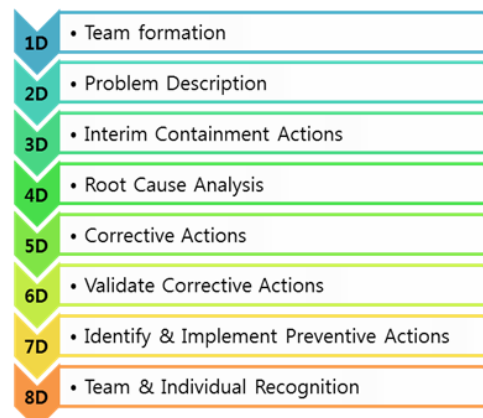 1D • Team formation
2D • Problem Description
3D • Interim Containment Actions
4D • Root Cause Analysis
5D • Corrective Actions
6D • Validate Corrective Actions
7D • Identify & Implement Preventive Actions
8D • Team & Individual Recognition